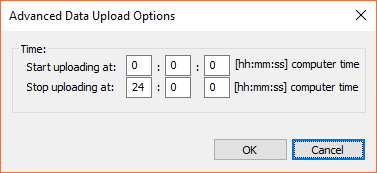 Advanced Data Upload Options
Time:
Start uploading at: 0 : 0 : 0 [hh:mm:ss] computer time
Stop uploading at: 24 : 0 0 [hh:mm:ss] computer time
OK Cancel